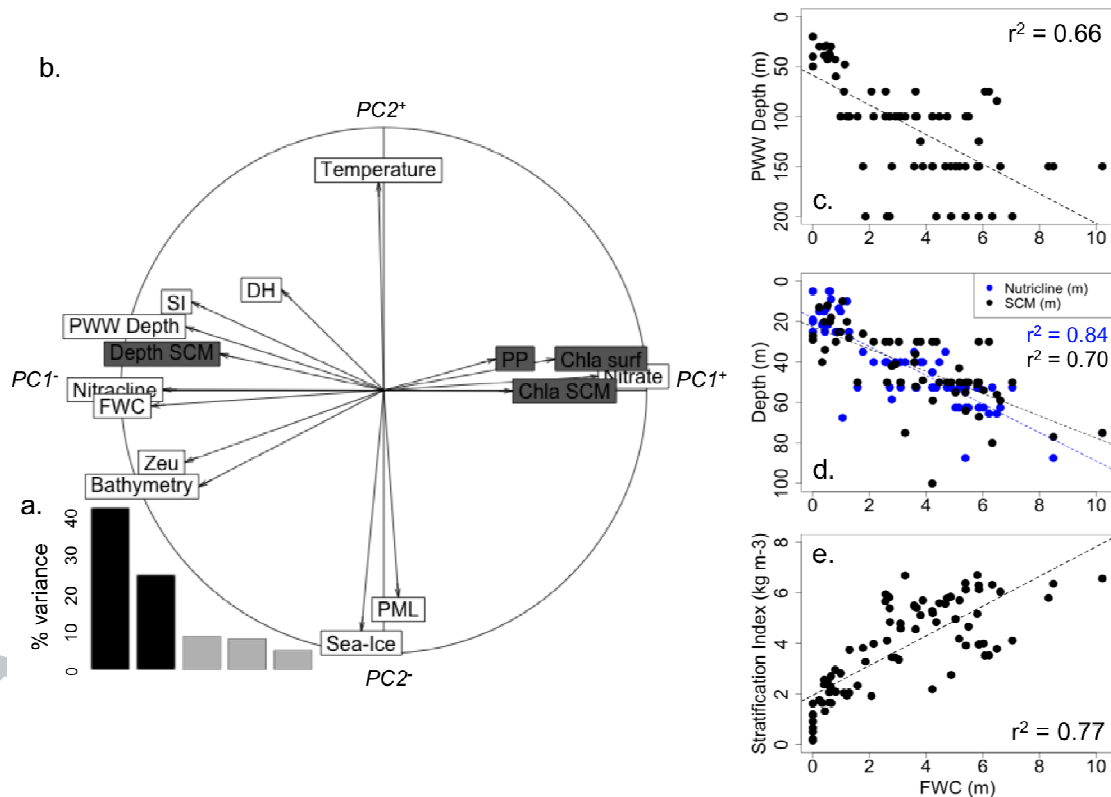 b.
PC2+
Temperature
DH
SI
PWW Depth
Depth SCM
PP
Chla surf
PC1-
Nitracline
Nitrate
PC1+
FWC
Chla SCM
Zeu
Bathymetry
PML
Sea-Ice
PC2-
a.
% variance
0 10 20 30 40
r² = 0.66
PWW Depth (m)
0 50 100 150 200
c.
0 2 4 6 8 10
Nutricline (m)
SCM (m)
r² = 0.84
r² = 0.70
Depth (m)
0 20 40 60 80 100
d.
0 2 4 6 8 10
e.
Stratification Index (kg m-3)
0 2 4 6 8
r² = 0.77
0 2 4 6 8 10
FWC (m)